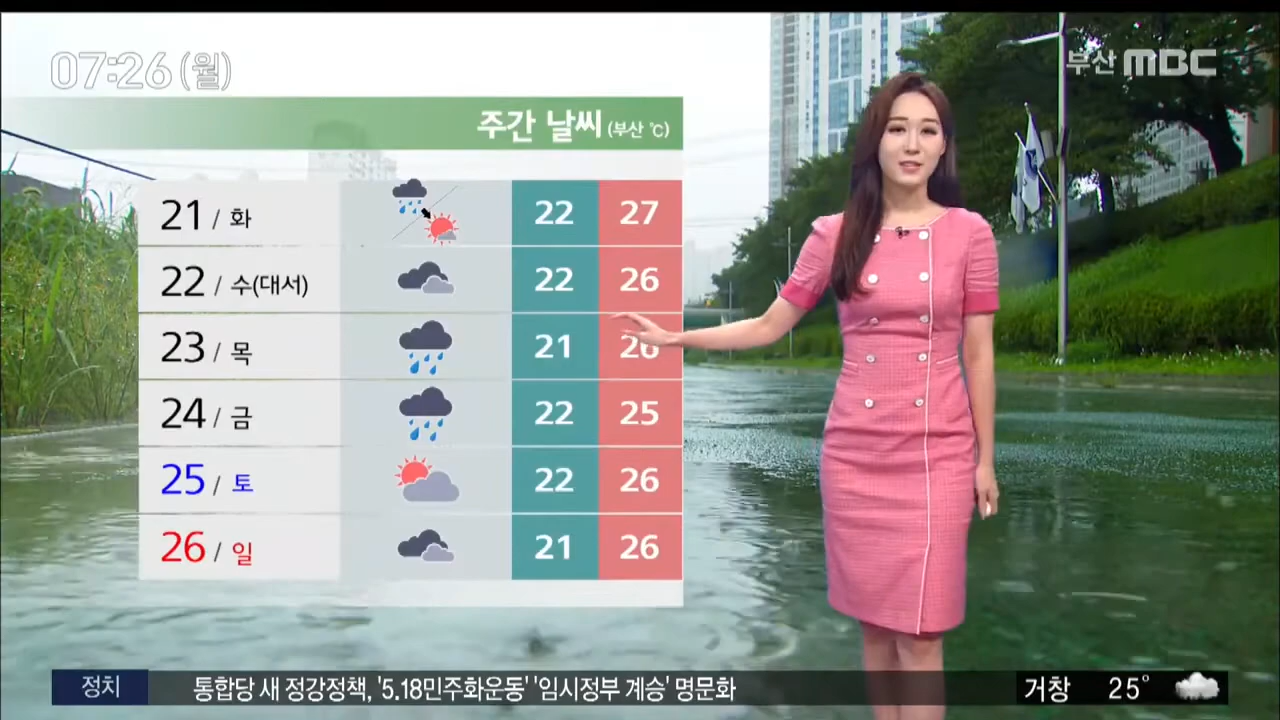 07:26 (월)
부산 MBC
주간 날씨 (부산 ℃)
21 / 화 22 27
22 / 수(대서) 22 26
23 / 목 21 26
24 / 금 22 25
25 / 토 22 26
26 / 일 21 26
정치 통합당 새 정강정책, '5.18민주화운동' '임시정부 계승' 명문화 거창 25°